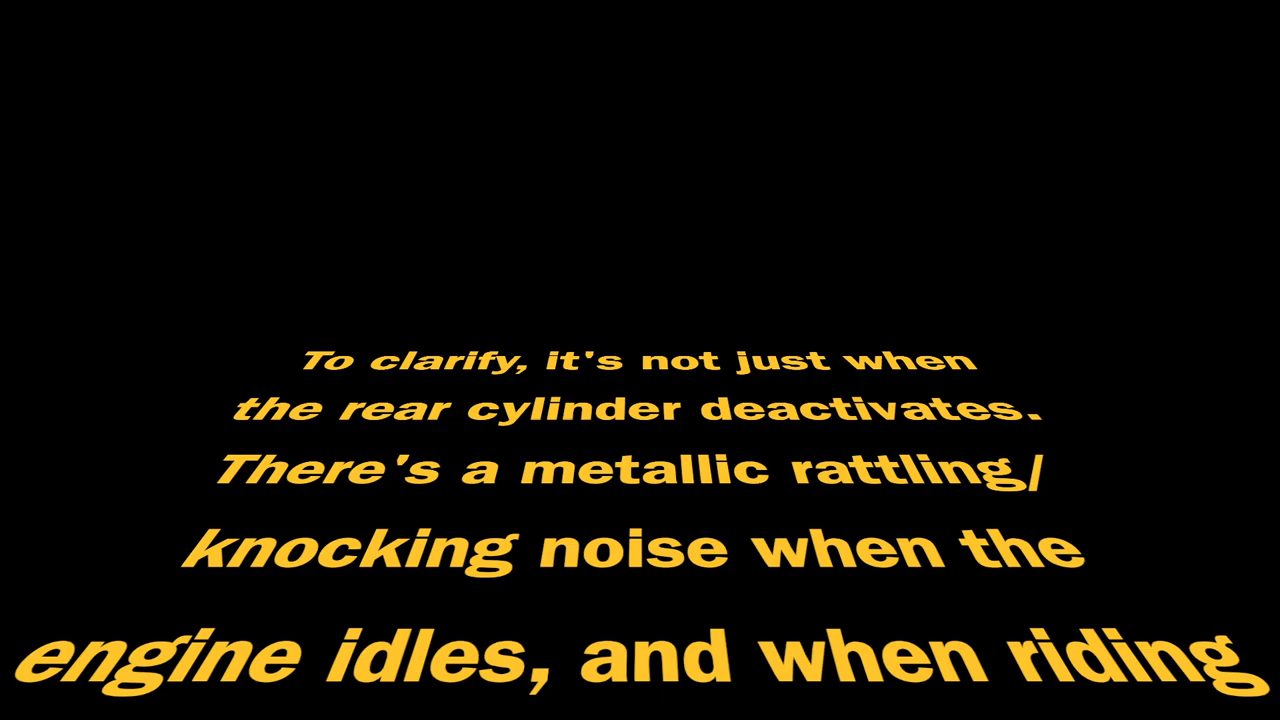 To clarify, it's not just when
the rear cylinder deactivates.
There's a metallic rattling/
knocking noise when the
engine idles, and when riding